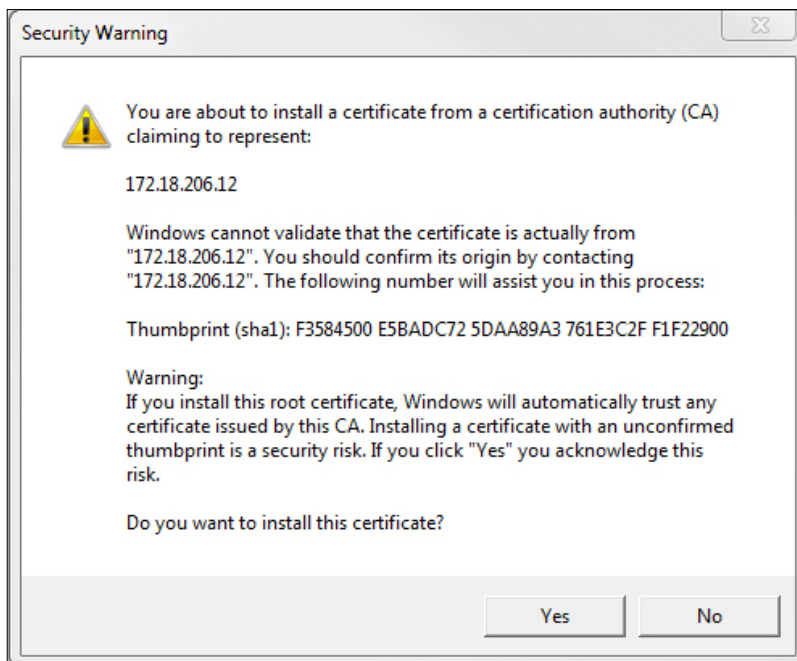 Security Warning
You are about to install a certificate from a certification authority (CA)
claiming to represent:
172.18.206.12
Windows cannot validate that the certificate is actually from
"172.18.206.12". You should confirm its origin by contacting
"172.18.206.12". The following number will assist you in this process:
Thumbprint (sha1): F3584500 E5BADC72 5DAA89A3 761E3C2F F1F22900
Warning:
If you install this root certificate, Windows will automatically trust any
certificate issued by this CA. Installing a certificate with an unconfirmed
thumbprint is a security risk. If you click "Yes" you acknowledge this
risk.
Do you want to install this certificate?
Yes No